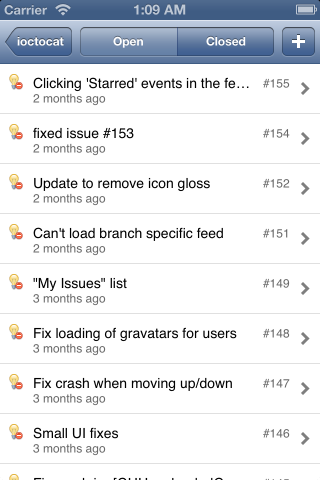 Carrier 1:09 AM
ioctocat Open Closed +
Clicking 'Starred' events in the fe... #155
2 months ago
fixed issue #153 #154
2 months ago
Update to remove icon gloss #152
2 months ago
Can't load branch specific feed #151
2 months ago
"My Issues" list #149
3 months ago
Fix loading of gravatars for users #148
3 months ago
Fix crash when moving up/down #147
3 months ago
Small UI fixes #146
3 months ago